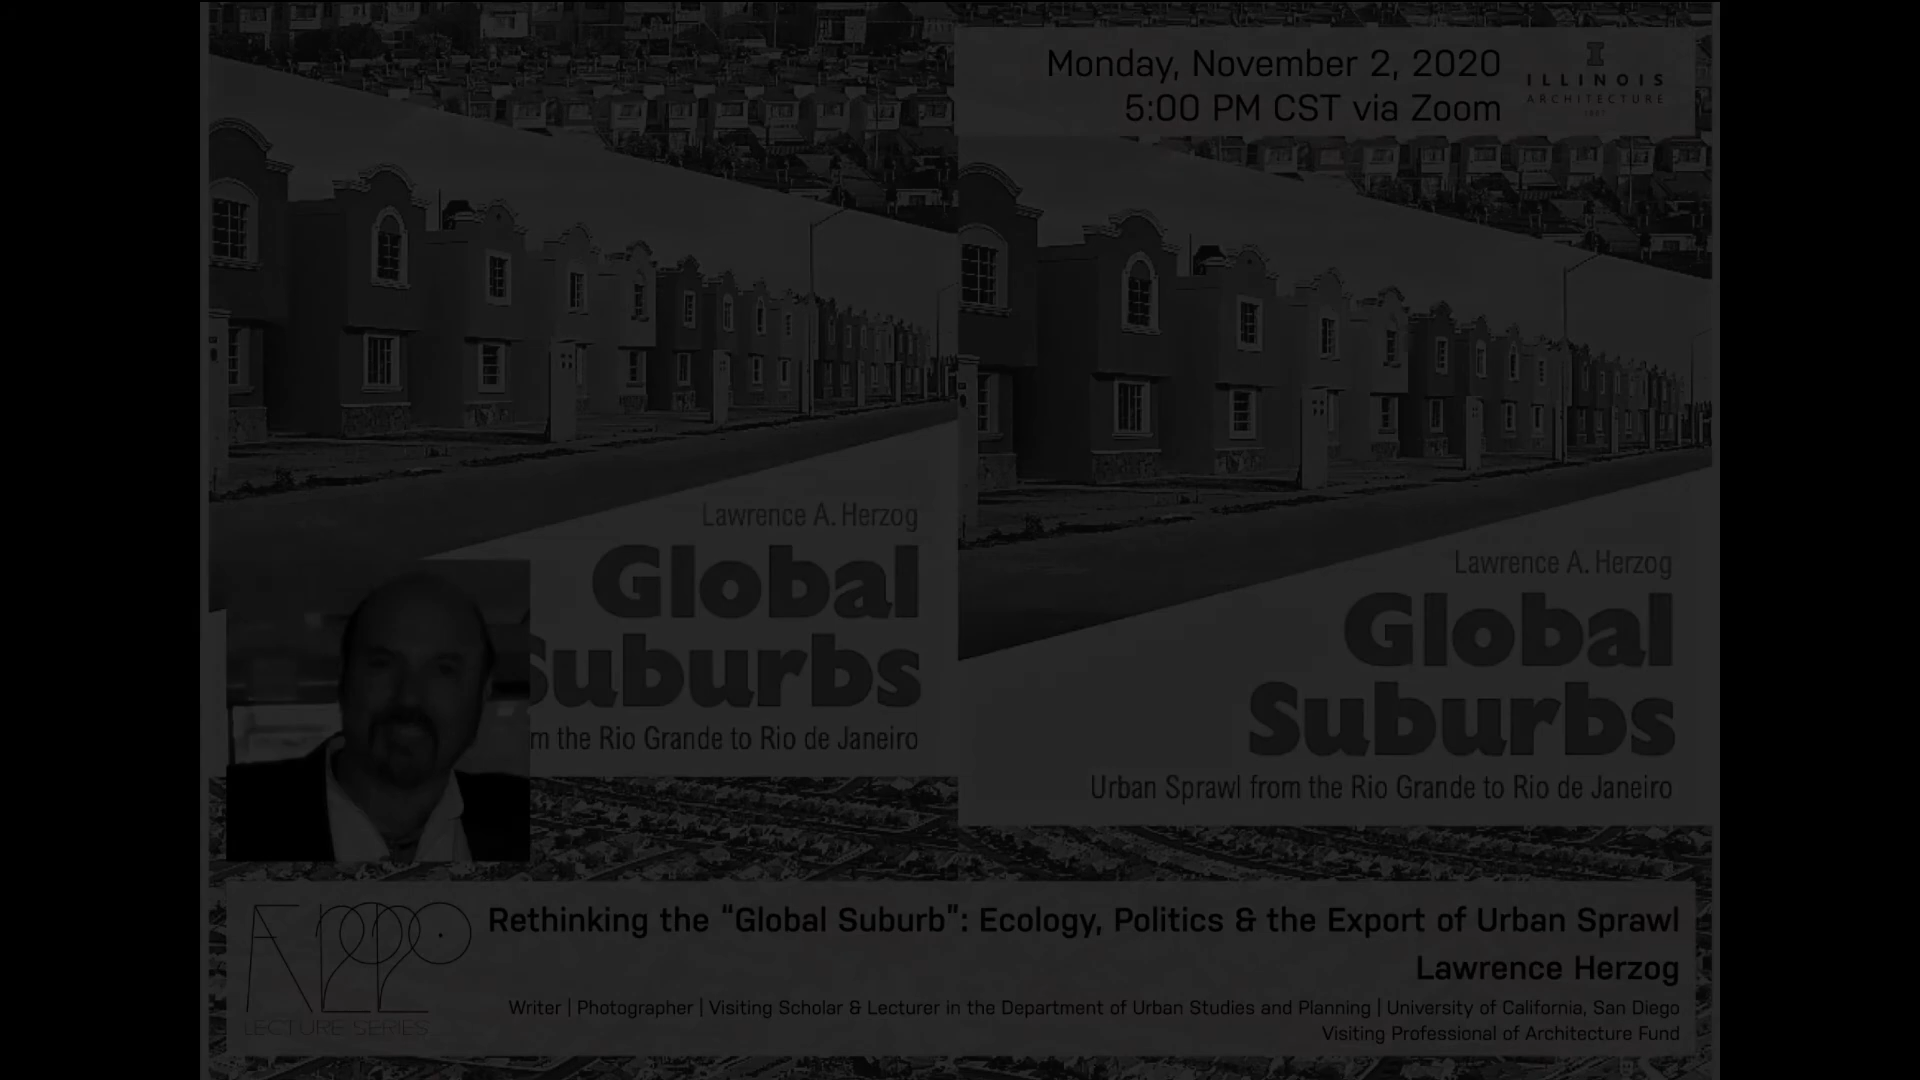 Monday, November 2, 2020
5:00 PM CST via Zoom
I
ILLINOIS
ARCHITECTURE
Lawrence A. Herzog
Global
Suburbs
m the Rio Grande to Rio de Janeiro
Lawrence A. Herzog
Global
Suburbs
Urban Sprawl from the Rio Grande to Rio de Janeiro
LECTURE SERIES
Rethinking the “Global Suburb”: Ecology, Politics & the Export of Urban Sprawl
Lawrence Herzog
Writer | Photographer | Visiting Scholar & Lecturer in the Department of Urban Studies and Planning | University of California, San Diego
Visiting Professional of Architecture Fund